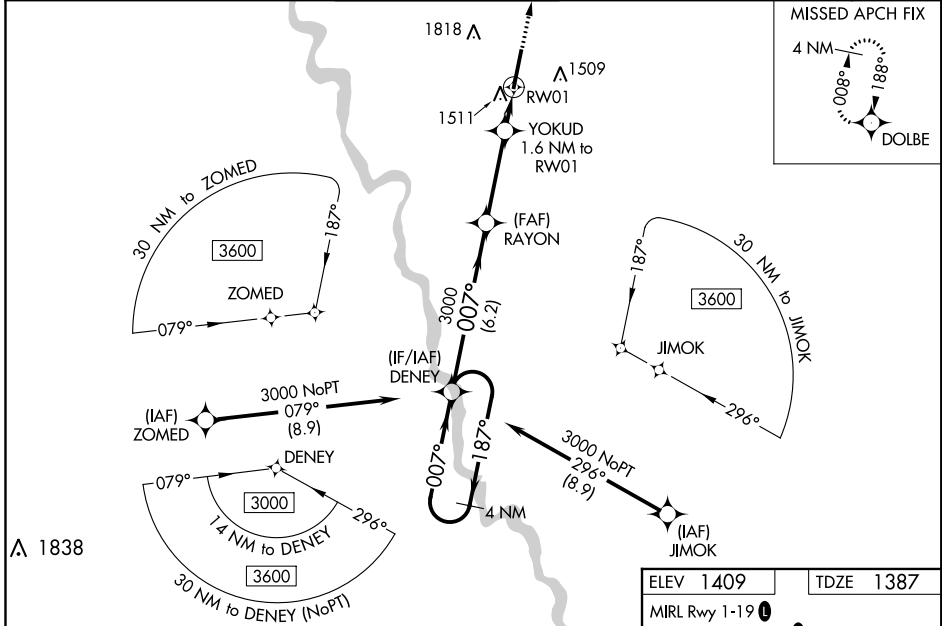 MISSED APCH FIX
4 NM
008°
188°
DOLBE
1818
1509
RW01
1511
YOKUD
1.6 NM to
RW01
30 NM to ZOMED
187°
3600
ZOMED
079°
(FAF)
RAYON
3000
007°
(6.2)
30 NM to JIMOK
187°
3600
JIMOK
296°
(IF/IAF)
DENEY
3000 NoPT
079°
(8.9)
(IAF)
ZOMED
007°
187°
4 NM
3000 NoPT
296°
(8.9)
(IAF)
JIMOK
DENEY
079°
296°
3000
14 NM to DENEY
3600
30 NM to DENEY (NoPT)
1838
ELEV 1409
TDZE 1387
MIRL Rwy 1-19 L